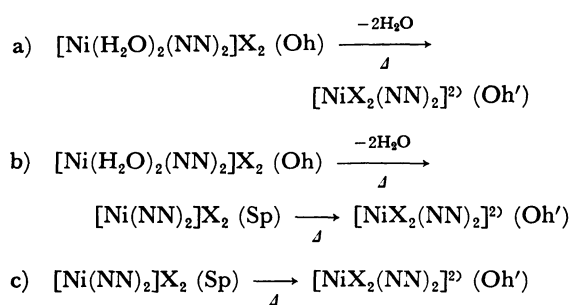 a) [Ni(H₂O)₂(NN)₂]X₂ (Oh) −2H₂O ⟶ Δ
[NiX₂(NN)₂]²⁾ (Oh′)
b) [Ni(H₂O)₂(NN)₂]X₂ (Oh) −2H₂O ⟶ Δ
[Ni(NN)₂]X₂ (Sp) ⟶ Δ [NiX₂(NN)₂]²⁾ (Oh′)
c) [Ni(NN)₂]X₂ (Sp) ⟶ Δ [NiX₂(NN)₂]²⁾ (Oh′)